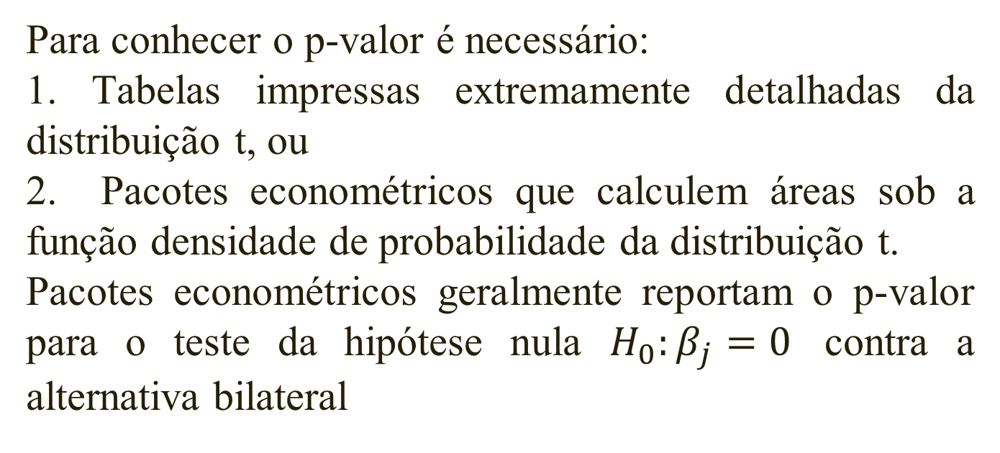 Para conhecer o p-valor é necessário:
1. Tabelas impressas extremamente detalhadas da
distribuição t, ou
2. Pacotes econométricos que calculem áreas sob a
função densidade de probabilidade da distribuição t.
Pacotes econométricos geralmente reportam o p-valor
para o teste da hipótese nula H₀: βⱼ = 0 contra a
alternativa bilateral